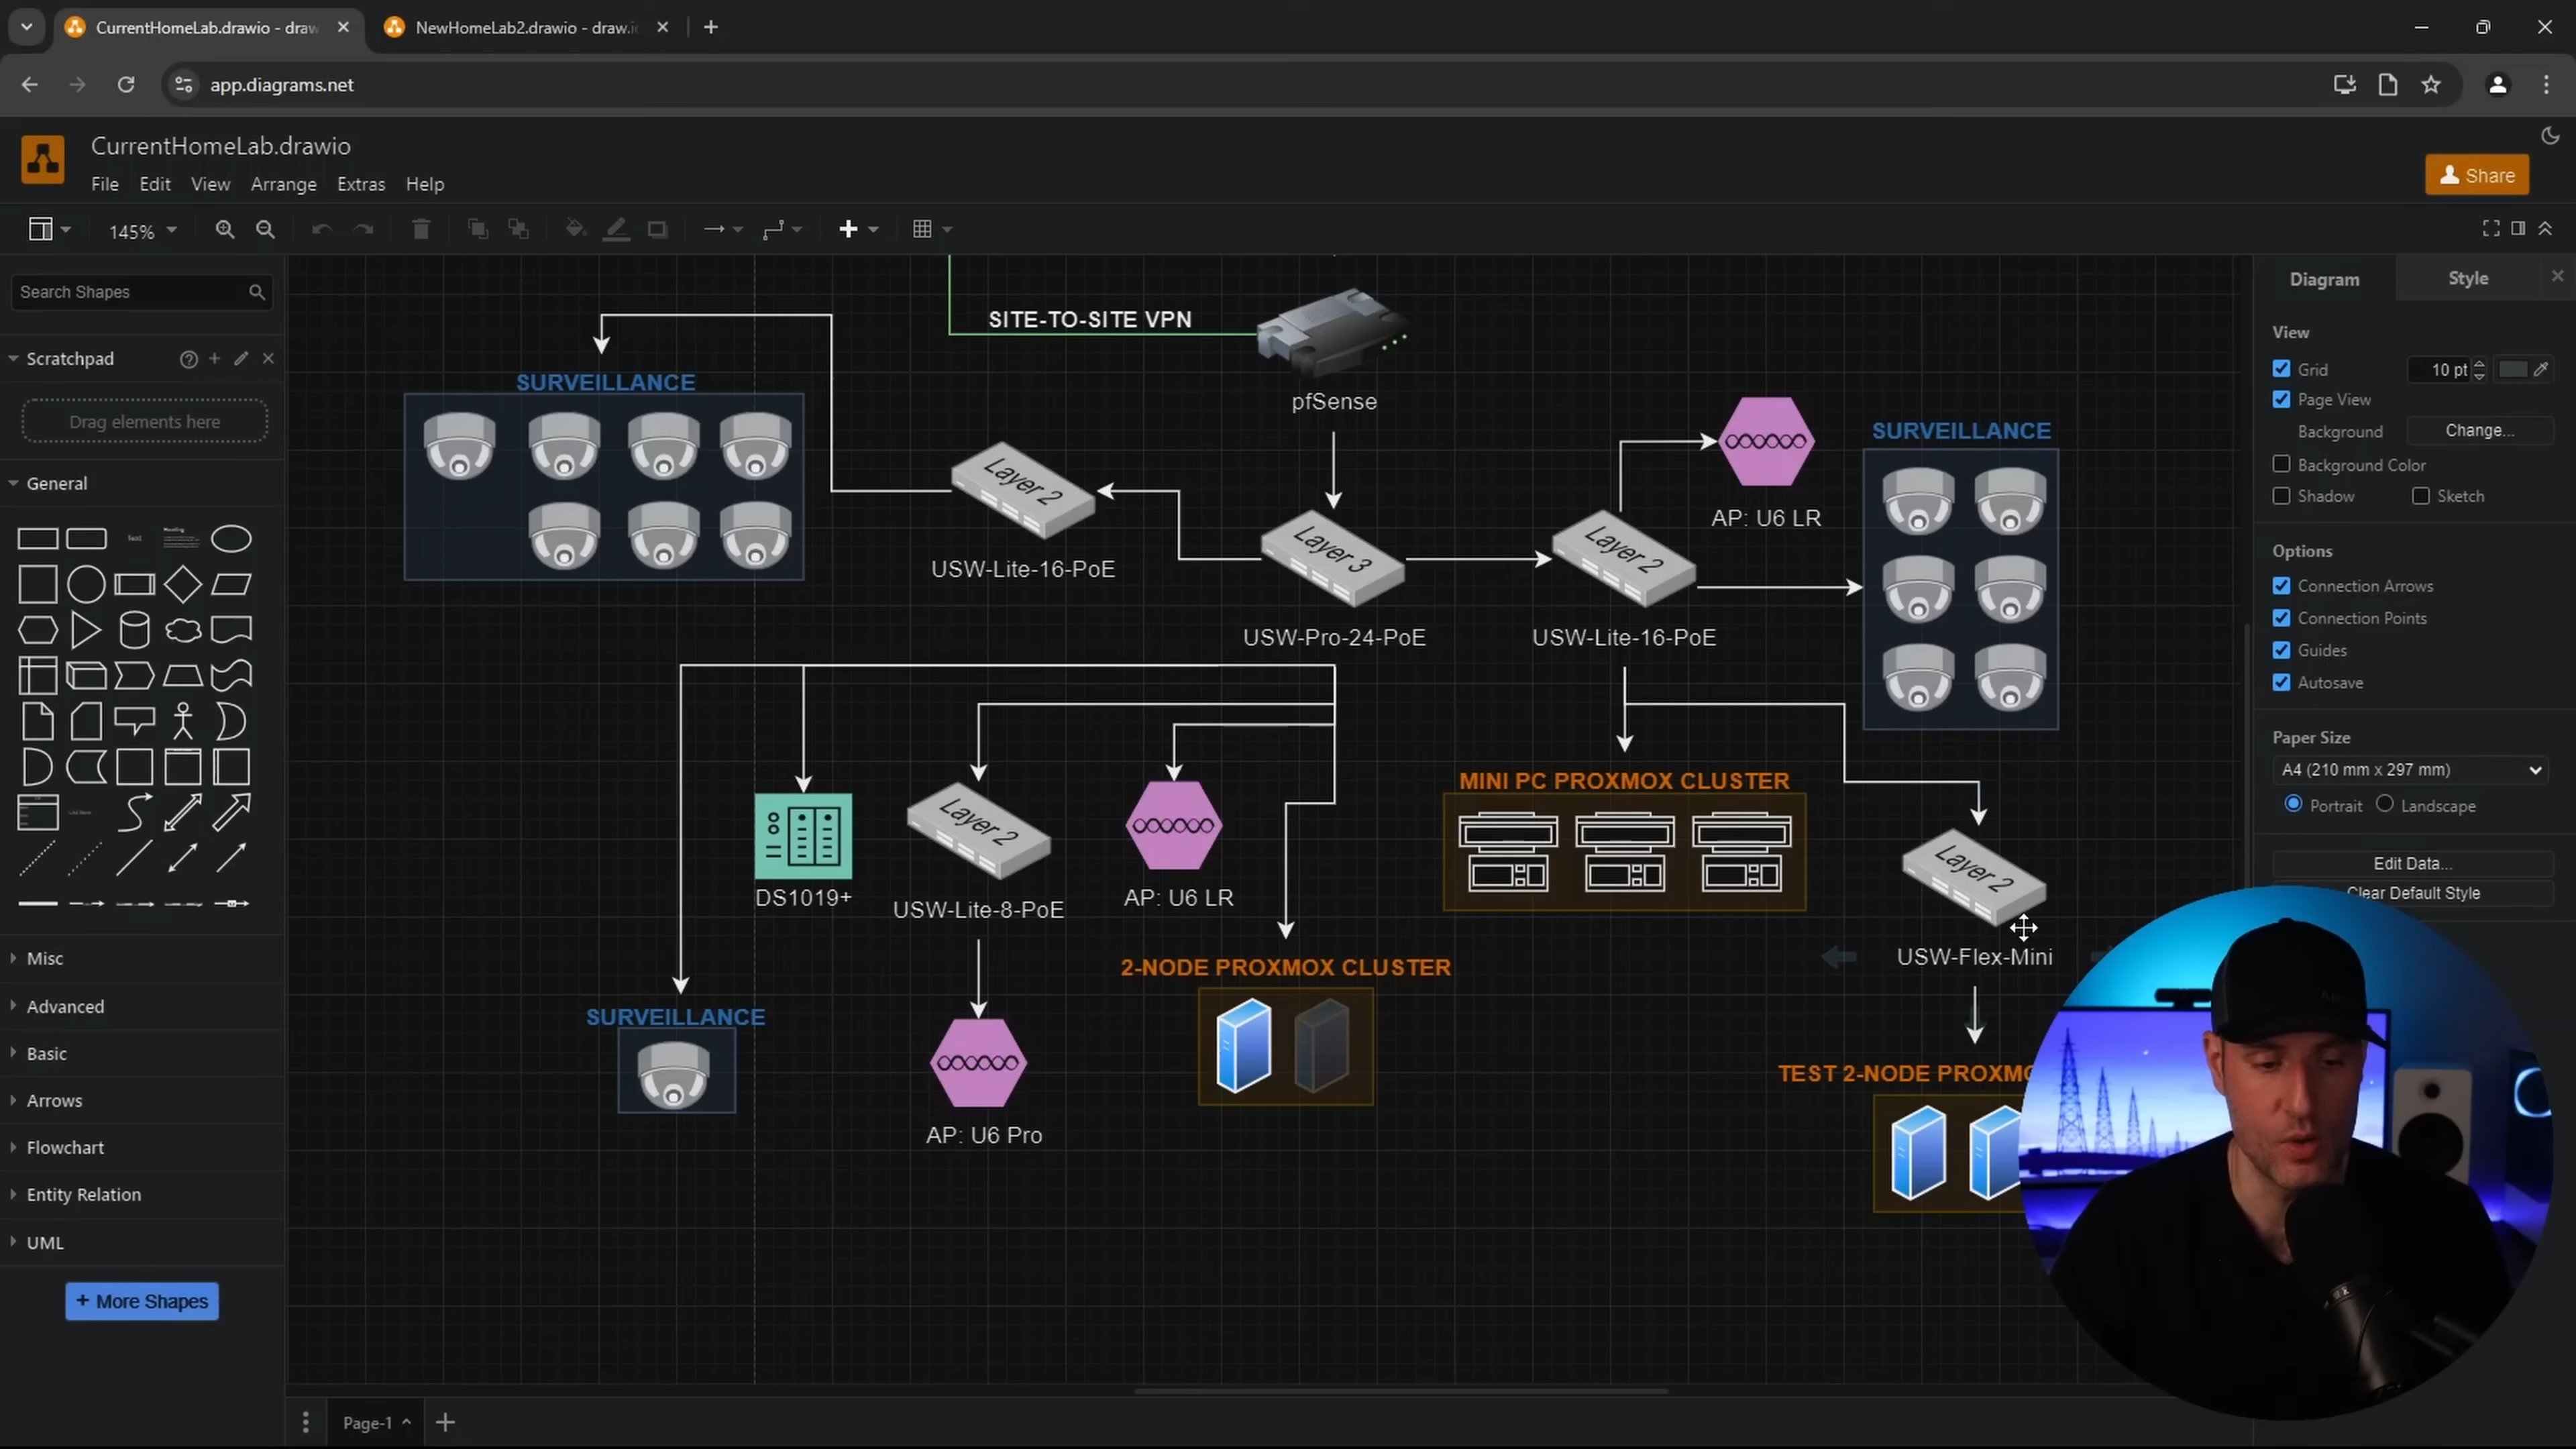 CurrentHomeLab.drawio - draw
NewHomeLab2.drawio - draw.i
app.diagrams.net
CurrentHomeLab.drawio
File Edit View Arrange Extras Help
Share
145%
Search Shapes
Scratchpad
Drag elements here
General
Text
Heading
Misc
Advanced
Basic
Arrows
Flowchart
Entity Relation
UML
+ More Shapes
SITE-TO-SITE VPN
pfSense
SURVEILLANCE
Layer 2
USW-Lite-16-PoE
Layer 3
USW-Pro-24-PoE
Layer 2
USW-Lite-16-PoE
AP: U6 LR
SURVEILLANCE
DS1019+
Layer 2
USW-Lite-8-PoE
AP: U6 LR
MINI PC PROXMOX CLUSTER
Layer 2
USW-Flex-Mini
2-NODE PROXMOX CLUSTER
SURVEILLANCE
AP: U6 Pro
TEST 2-NODE PROXMO
Page-1
Diagram Style
View
Grid 10 pt
Page View
Background Change...
Background Color
Shadow Sketch
Options
Connection Arrows
Connection Points
Guides
Autosave
Paper Size
A4 (210 mm x 297 mm)
Portrait Landscape
Edit Data...
Clear Default Style